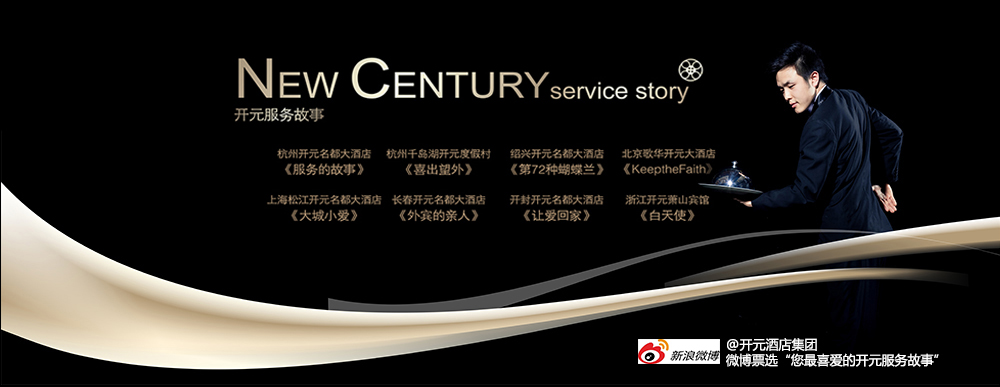 NEW CENTURY service story
开元服务故事
杭州开元名都大酒店 杭州千岛湖开元度假村 绍兴开元名都大酒店 北京歌华开元大酒店
《服务的故事》 《喜出望外》 《第72种蝴蝶兰》 《KeeptheFaith》
上海松江开元名都大酒店 长春开元名都大酒店 开封开元名都大酒店 浙江开元萧山宾馆
《大城小爱》 《外宾的亲人》 《让爱回家》 《白天使》
新浪微博 @开元酒店集团
微博票选“您最喜爱的开元服务故事”